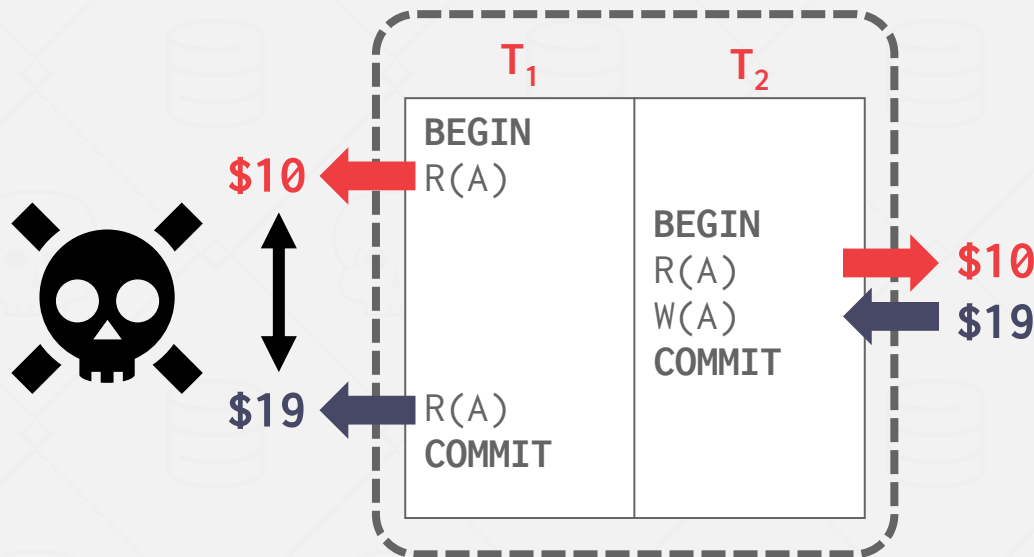 T₁ T₂
BEGIN
$10 R(A)
BEGIN
R(A) $10
W(A) $19
COMMIT
$19 R(A)
COMMIT